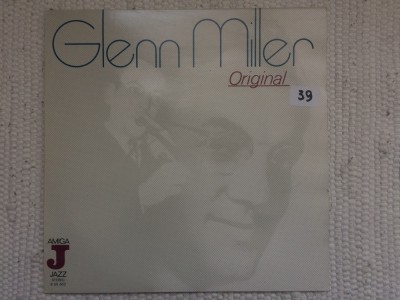 Glenn Miller
Original
39
AMIGA
J
JAZZ